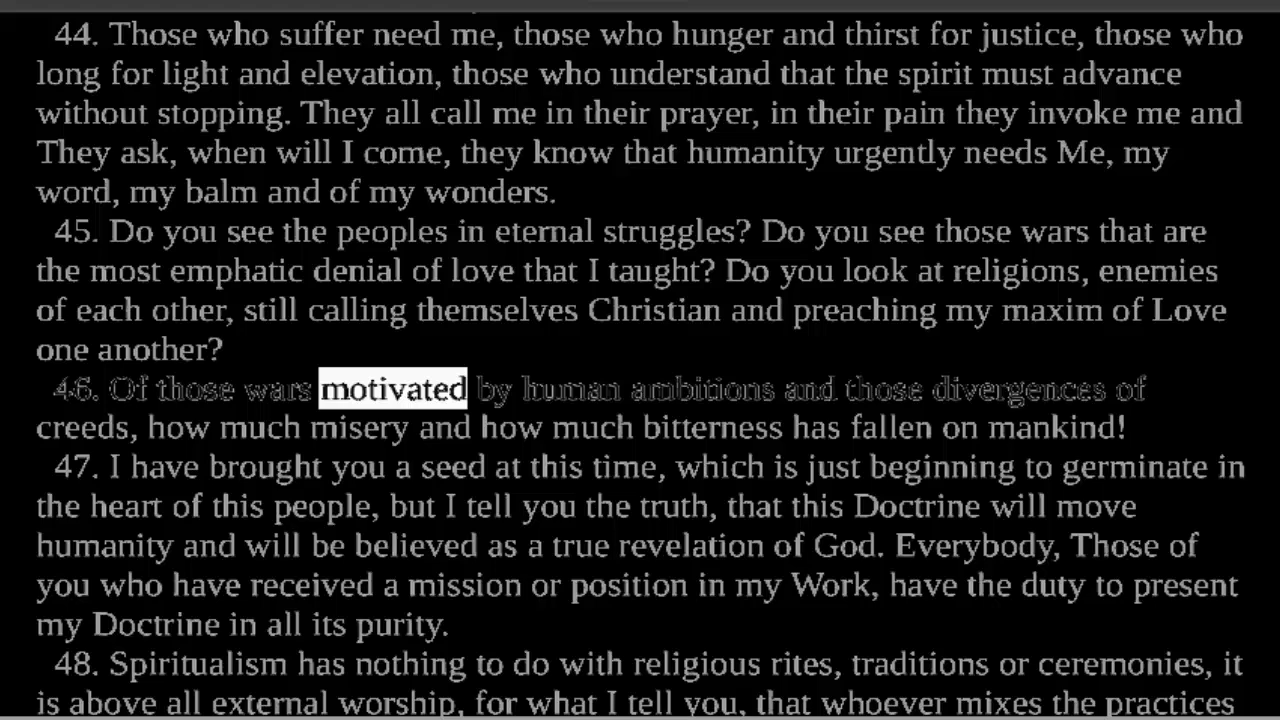 44. Those who suffer need me, those who hunger and thirst for justice, those who
long for light and elevation, those who understand that the spirit must advance
without stopping. They all call me in their prayer, in their pain they invoke me and
They ask, when will I come, they know that humanity urgently needs Me, my
word, my balm and of my wonders.
45. Do you see the peoples in eternal struggles? Do you see those wars that are
the most emphatic denial of love that I taught? Do you look at religions, enemies
of each other, still calling themselves Christian and preaching my maxim of Love
one another?
46. Of those wars motivated by human ambitions and those divergences of
creeds, how much misery and how much bitterness has fallen on mankind!
47. I have brought you a seed at this time, which is just beginning to germinate in
the heart of this people, but I tell you the truth, that this Doctrine will move
humanity and will be believed as a true revelation of God. Everybody, Those of
you who have received a mission or position in my Work, have the duty to present
my Doctrine in all its purity.
48. Spiritualism has nothing to do with religious rites, traditions or ceremonies, it
is above all external worship, for what I tell you, that whoever mixes the practices